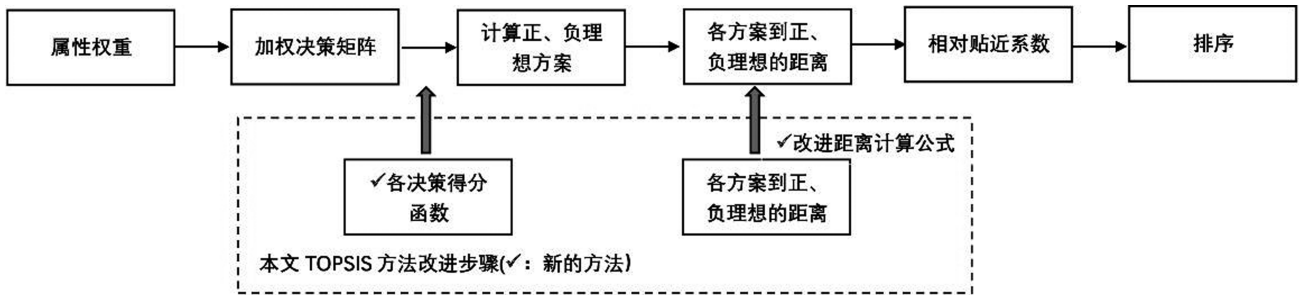 属性权重
加权决策矩阵
计算正、负理
想方案
各方案到正、
负理想的距离
相对贴近系数
排序
✓改进距离计算公式
✓各决策得分
函数
各方案到正、
负理想的距离
本文 TOPSIS 方法改进步骤(✓：新的方法)